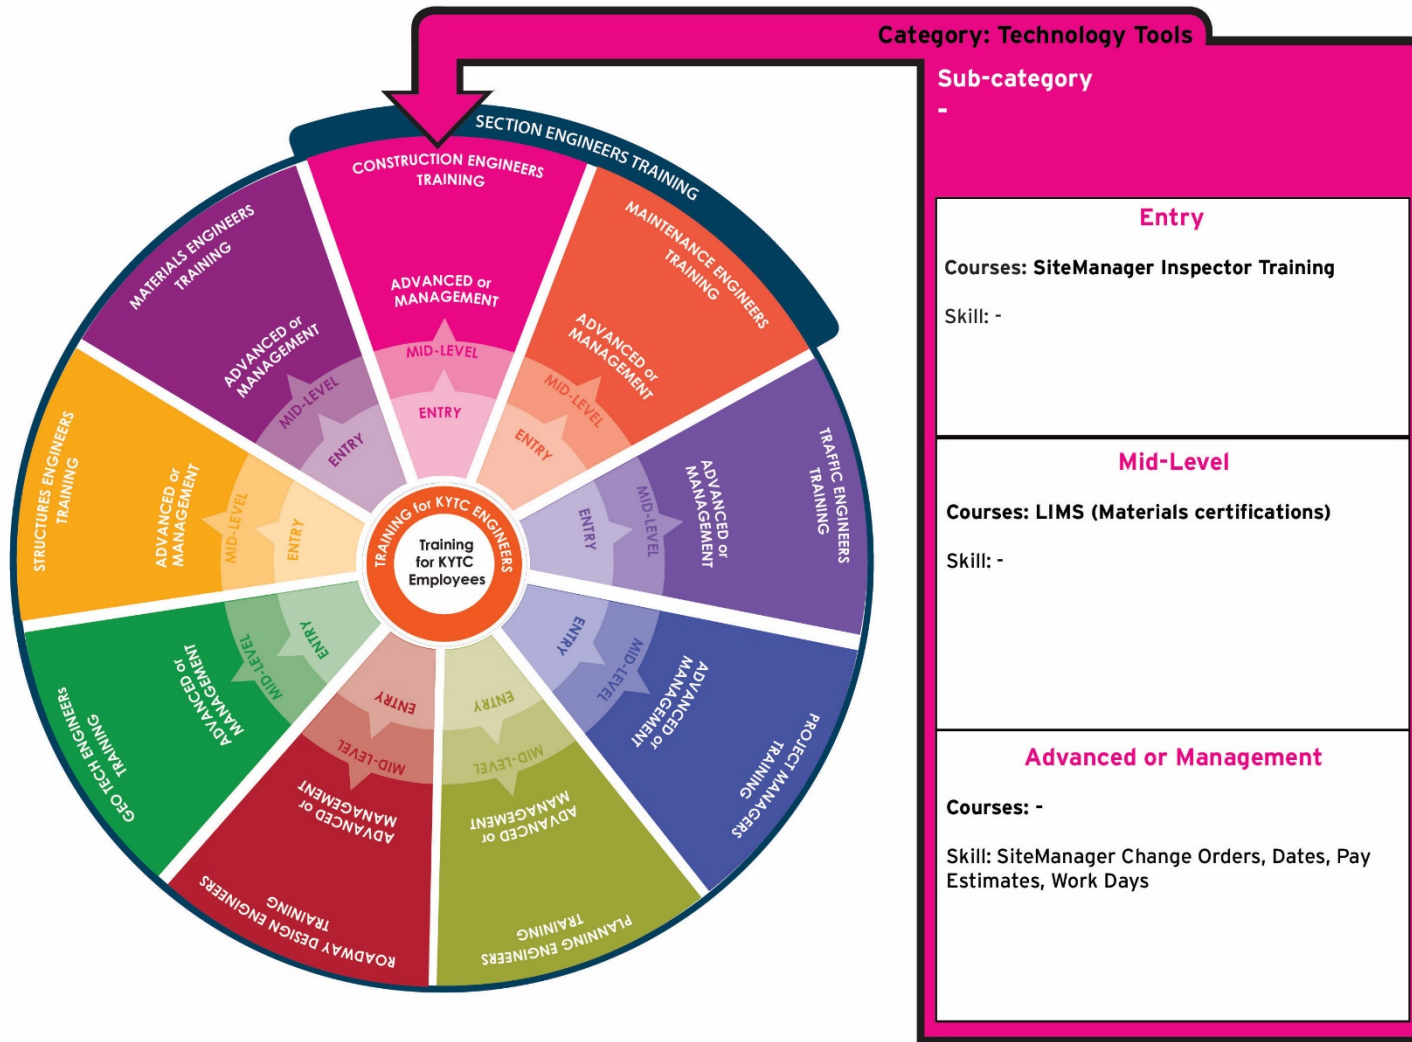 Category: Technology Tools
Sub-category
-
Entry
Courses: SiteManager Inspector Training
Skill: -
Mid-Level
Courses: LIMS (Materials certifications)
Skill: -
Advanced or Management
Courses: -
Skill: SiteManager Change Orders, Dates, Pay
Estimates, Work Days
SECTION ENGINEERS TRAINING
CONSTRUCTION ENGINEERS
TRAINING
ADVANCED or
MANAGEMENT
MID-LEVEL
ENTRY
MAINTENANCE ENGINEERS
TRAINING
ADVANCED or
MANAGEMENT
MID-LEVEL
ENTRY
TRAFFIC ENGINEERS
TRAINING
ADVANCED or
MANAGEMENT
MID-LEVEL
ENTRY
PROJECT MANAGERS
TRAINING
ADVANCED or
MANAGEMENT
MID-LEVEL
ENTRY
PLANNING ENGINEERS
TRAINING
ADVANCED or
MANAGEMENT
MID-LEVEL
ENTRY
ROADWAY DESIGN ENGINEERS
TRAINING
ADVANCED or
MANAGEMENT
MID-LEVEL
ENTRY
GEO TECH ENGINEERS
TRAINING
ADVANCED or
MANAGEMENT
MID-LEVEL
ENTRY
STRUCTURES ENGINEERS
TRAINING
ADVANCED or
MANAGEMENT
MID-LEVEL
ENTRY
MATERIALS ENGINEERS
TRAINING
ADVANCED or
MANAGEMENT
MID-LEVEL
ENTRY
TRAINING for KYTC ENGINEERS
Training
for KYTC
Employees